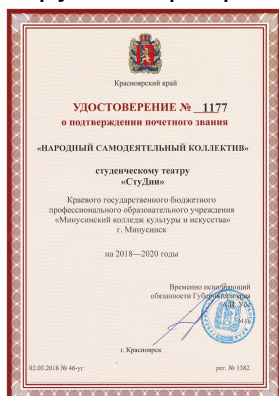 Красноярский край
УДОСТОВЕРЕНИЕ № 1177
о подтверждении почетного звания
«НАРОДНЫЙ САМОДЕЯТЕЛЬНЫЙ КОЛЛЕКТИВ»
студенческому театру
«СтуДни»
Краевого государственного бюджетного
профессионального образовательного учреждения
«Минусинский колледж культуры и искусства»
г. Минусинск
на 2018—2020 годы
Временно исполняющий
обязанности Губернатора края
А.В. Усс
г. Красноярск
02.03.2018 № 46-уг
рег. № 1382